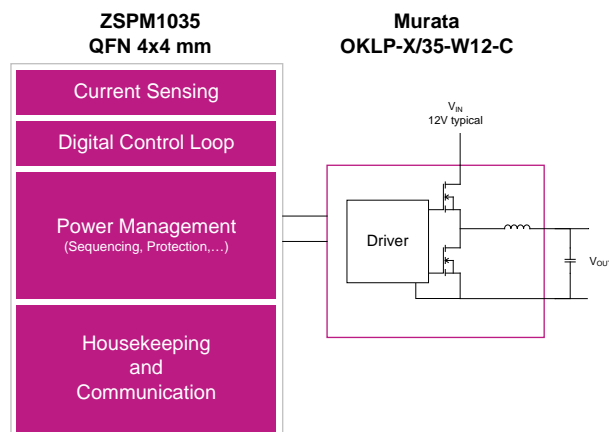 ZSPM1035
QFN 4x4 mm
Murata
OKLP-X/35-W12-C
Current Sensing
Digital Control Loop
Power Management
(Sequencing, Protection,…)
Housekeeping
and
Communication
VIN
12V typical
Driver
VOUT